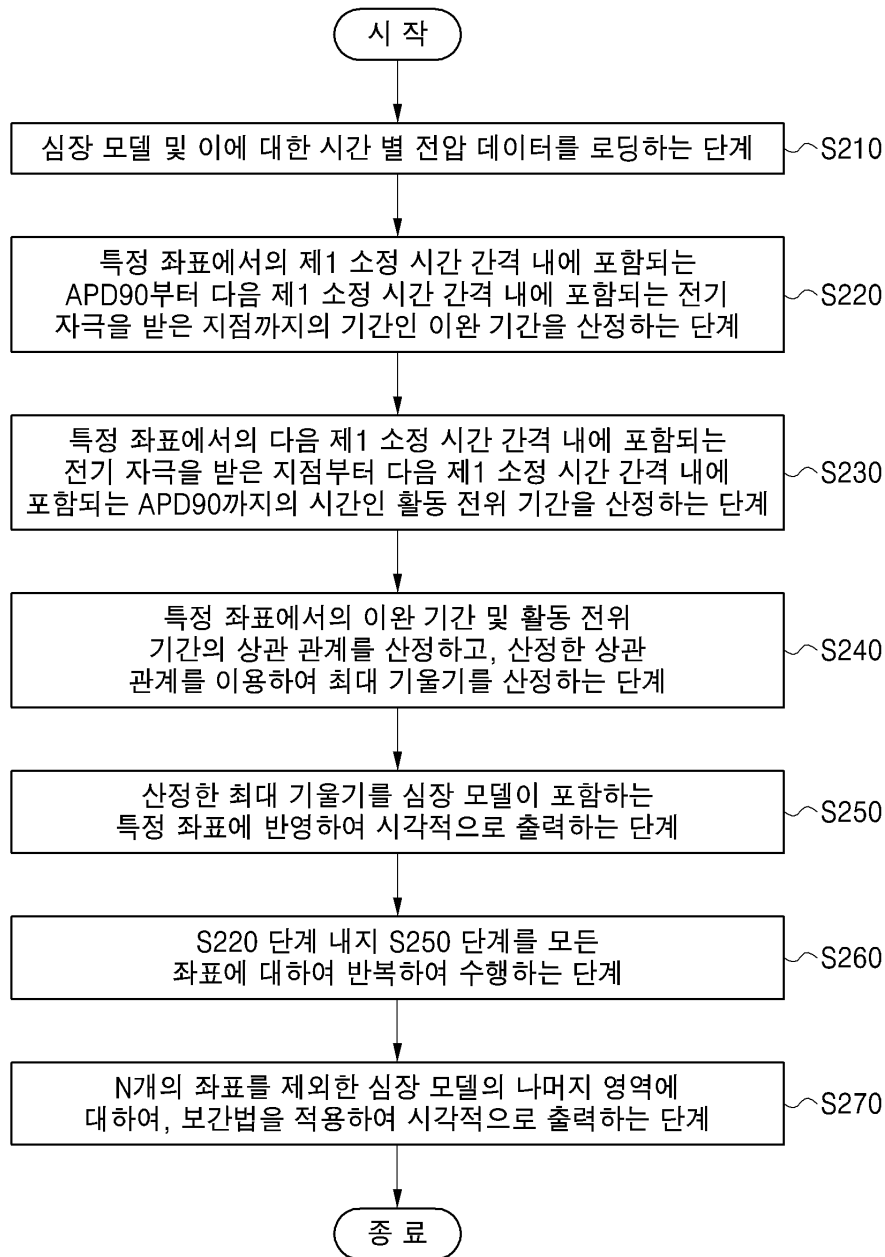 시 작
심장 모델 및 이에 대한 시간 별 전압 데이터를 로딩하는 단계
S210
특정 좌표에서의 제1 소정 시간 간격 내에 포함되는
APD90부터 다음 제1 소정 시간 간격 내에 포함되는 전기
자극을 받은 지점까지의 기간인 이완 기간을 산정하는 단계
S220
특정 좌표에서의 다음 제1 소정 시간 간격 내에 포함되는
전기 자극을 받은 지점부터 다음 제1 소정 시간 간격 내에
포함되는 APD90까지의 시간인 활동 전위 기간을 산정하는 단계
S230
특정 좌표에서의 이완 기간 및 활동 전위
기간의 상관 관계를 산정하고, 산정한 상관
관계를 이용하여 최대 기울기를 산정하는 단계
S240
산정한 최대 기울기를 심장 모델이 포함하는
특정 좌표에 반영하여 시각적으로 출력하는 단계
S250
S220 단계 내지 S250 단계를 모든
좌표에 대하여 반복하여 수행하는 단계
S260
N개의 좌표를 제외한 심장 모델의 나머지 영역에
대하여, 보간법을 적용하여 시각적으로 출력하는 단계
S270
종 료